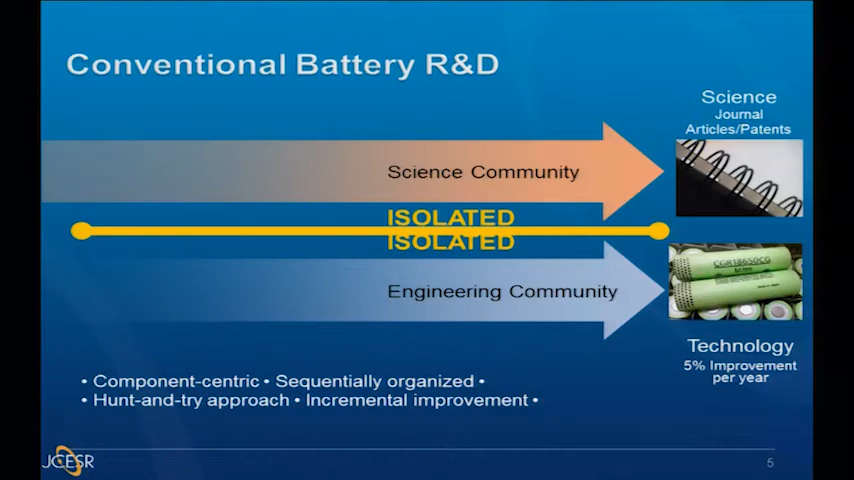 Conventional Battery R&D
Science
Journal
Articles/Patents
Science Community
ISOLATED
ISOLATED
CGR18650CG
Engineering Community
Technology
5% Improvement
per year
• Component-centric • Sequentially organized •
• Hunt-and-try approach • Incremental improvement •
JCESR
5